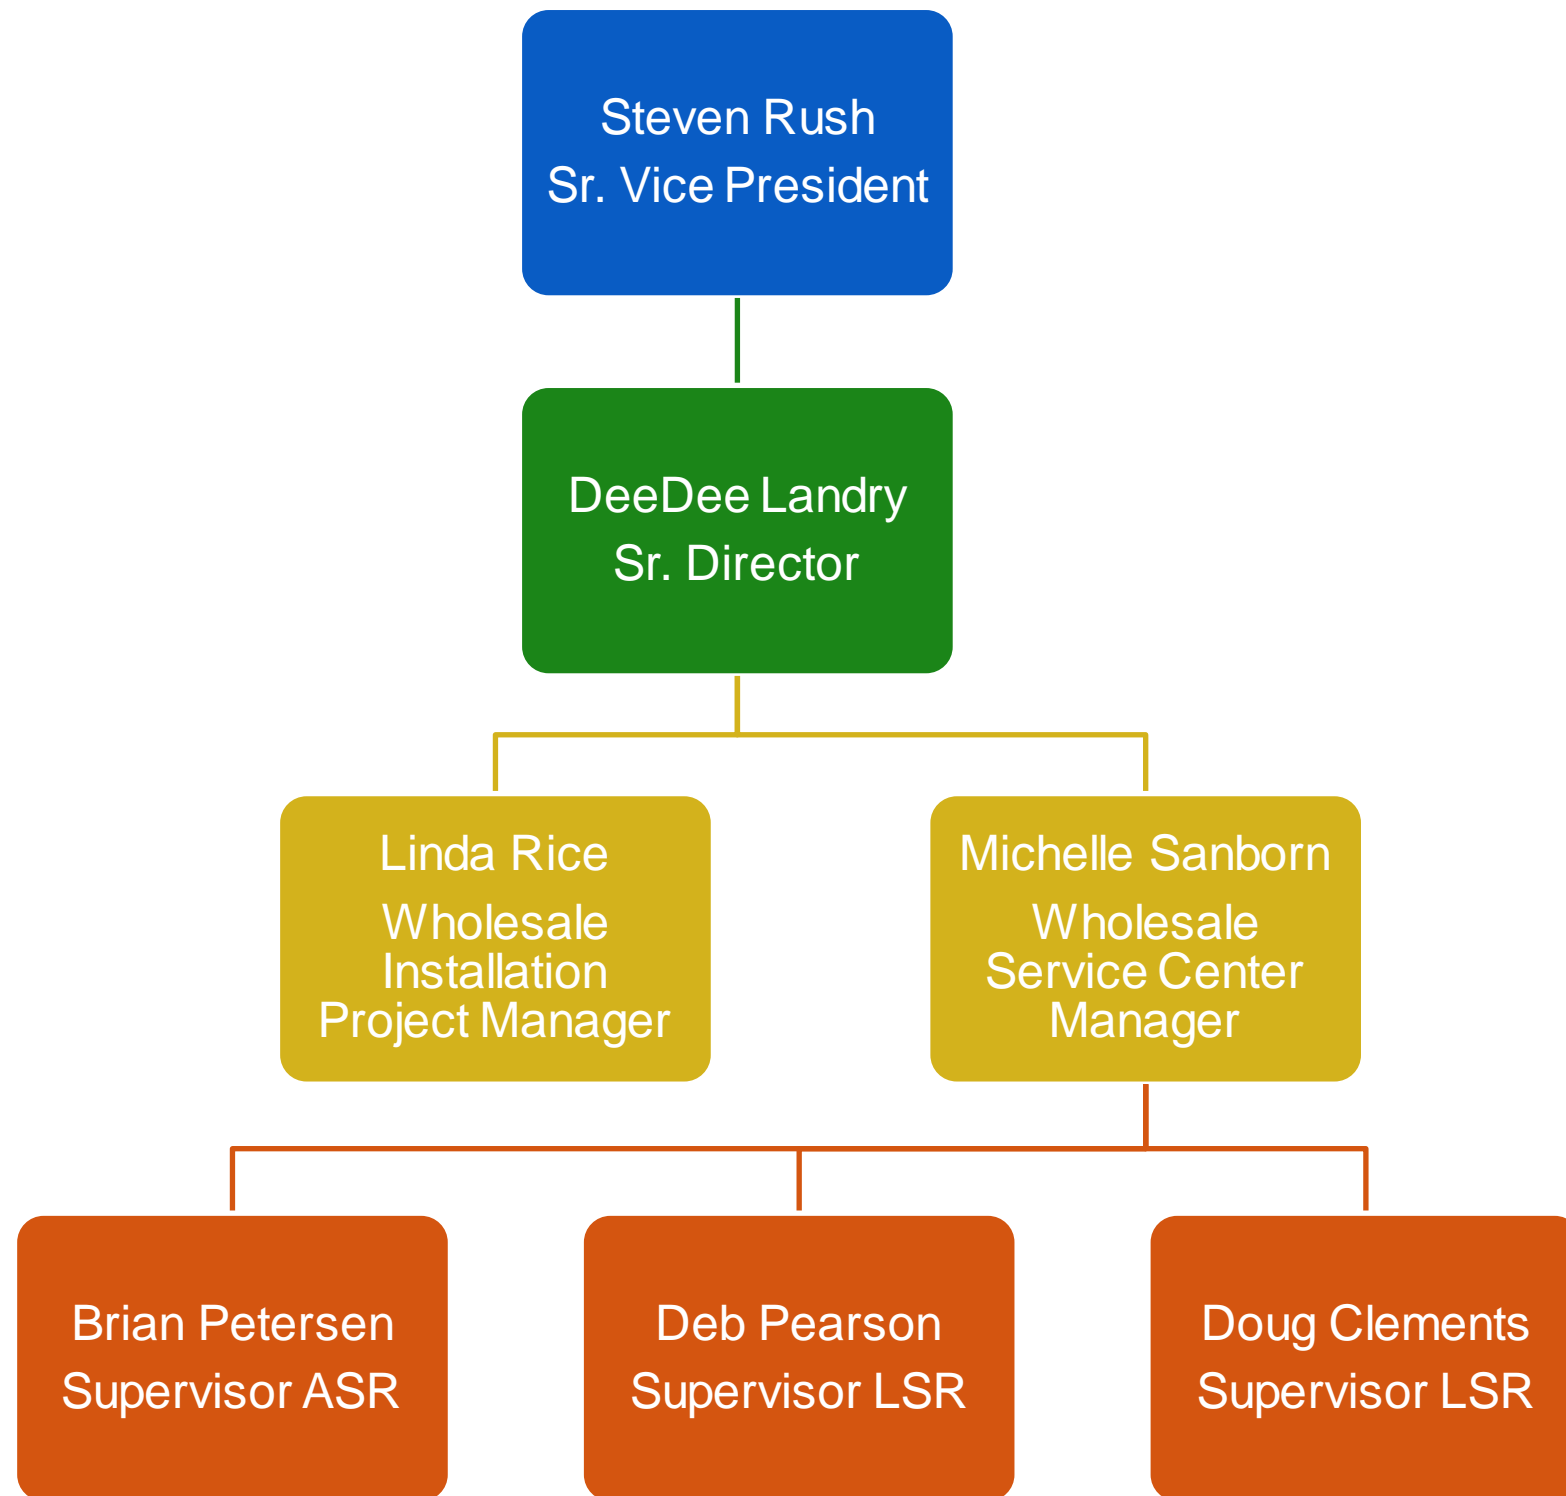 Steven Rush
Sr. Vice President
DeeDee Landry
Sr. Director
Linda Rice
Wholesale
Installation
Project Manager
Michelle Sanborn
Wholesale
Service Center
Manager
Brian Petersen
Supervisor ASR
Deb Pearson
Supervisor LSR
Doug Clements
Supervisor LSR